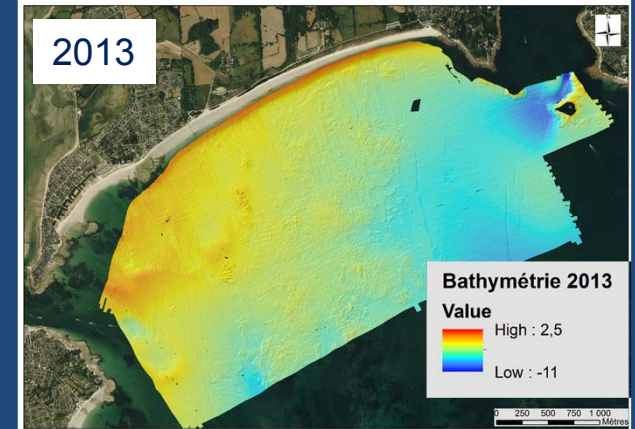 2013
Bathymétrie 2013
Value
High : 2,5
Low : -11
0 250 500 750 1 000
Mètres